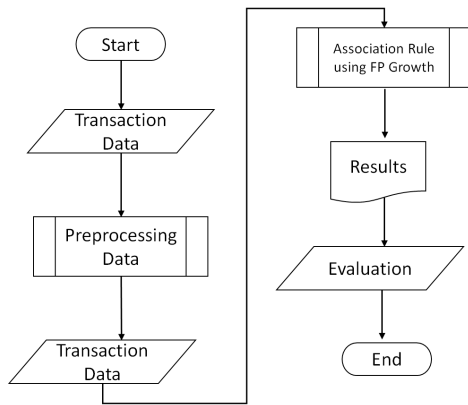 Start
Transaction
Data
Preprocessing
Data
Transaction
Data
Association Rule
using FP Growth
Results
Evaluation
End